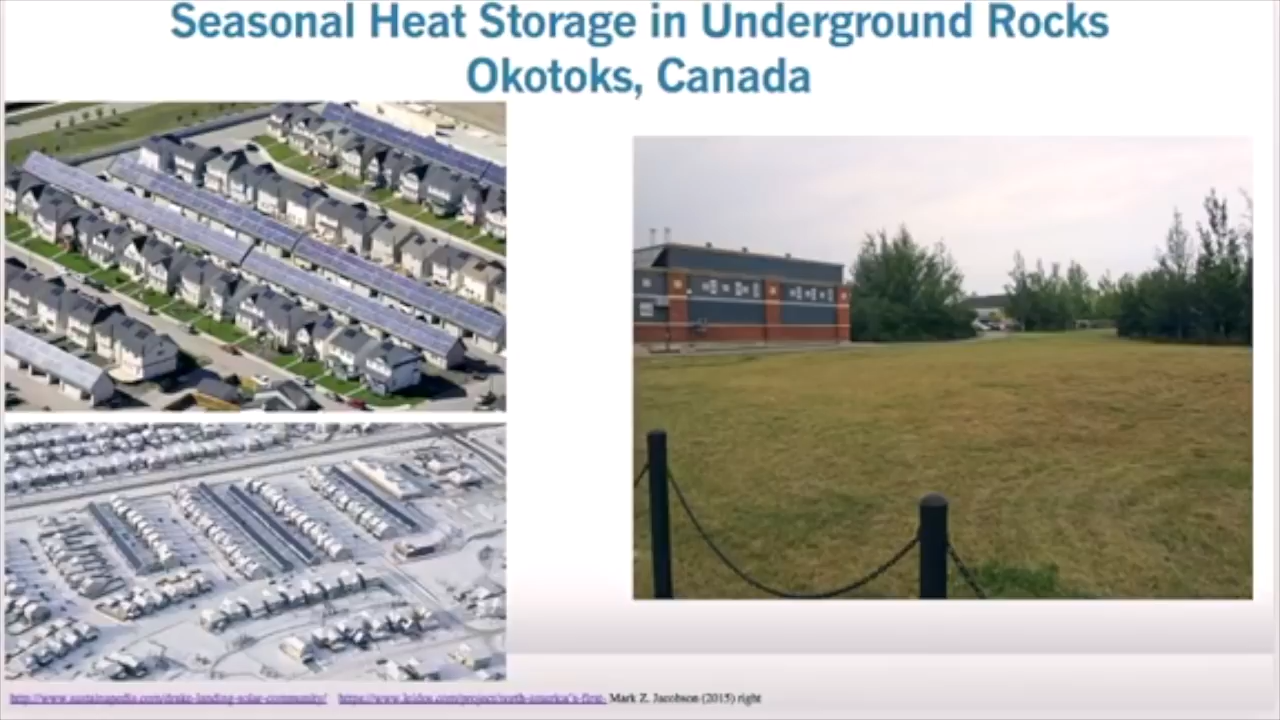 Seasonal Heat Storage in Underground Rocks
Okotoks, Canada
http://www.sustainapedia.com/drake-landing-solar-community/ https://www.leidos.com/project/north-america's-first- Mark Z. Jacobson (2015) right